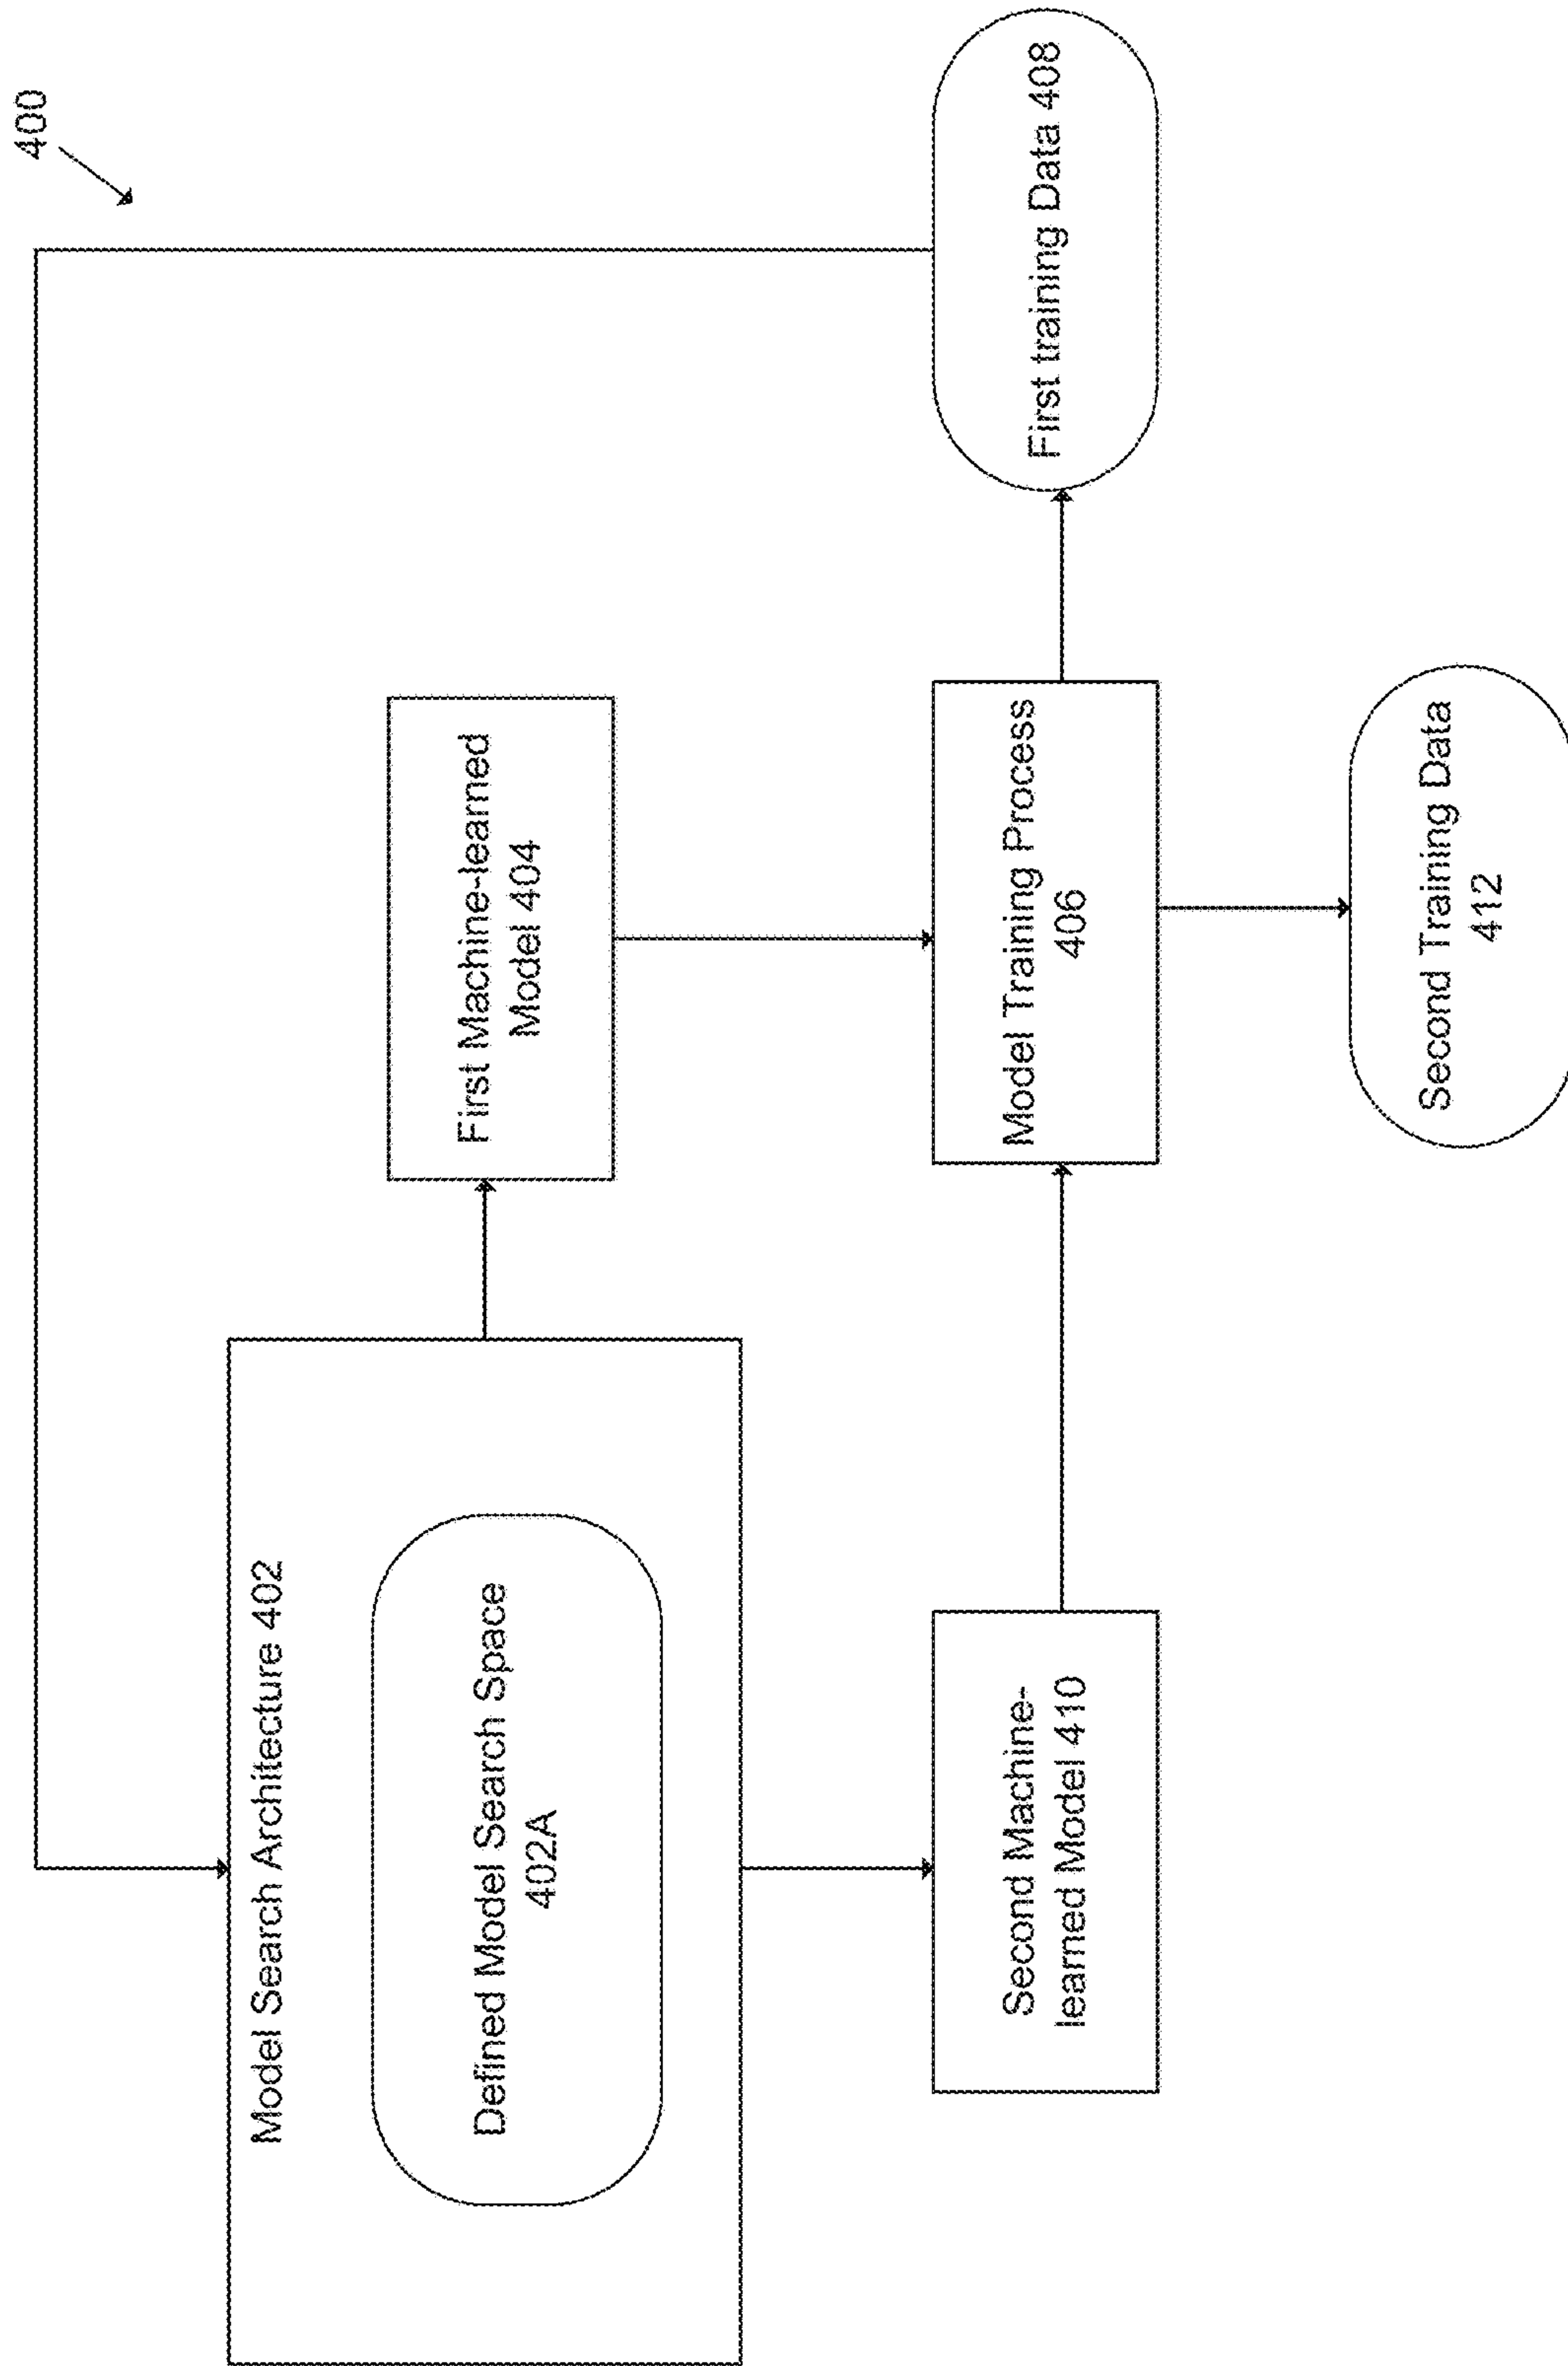 400
Model Search Architecture 402
Defined Model Search Space
402A
First Machine-learned
Model 404
Second Machine-
learned Model 410
Model Training Process
406
First training Data 408
Second Training Data
412